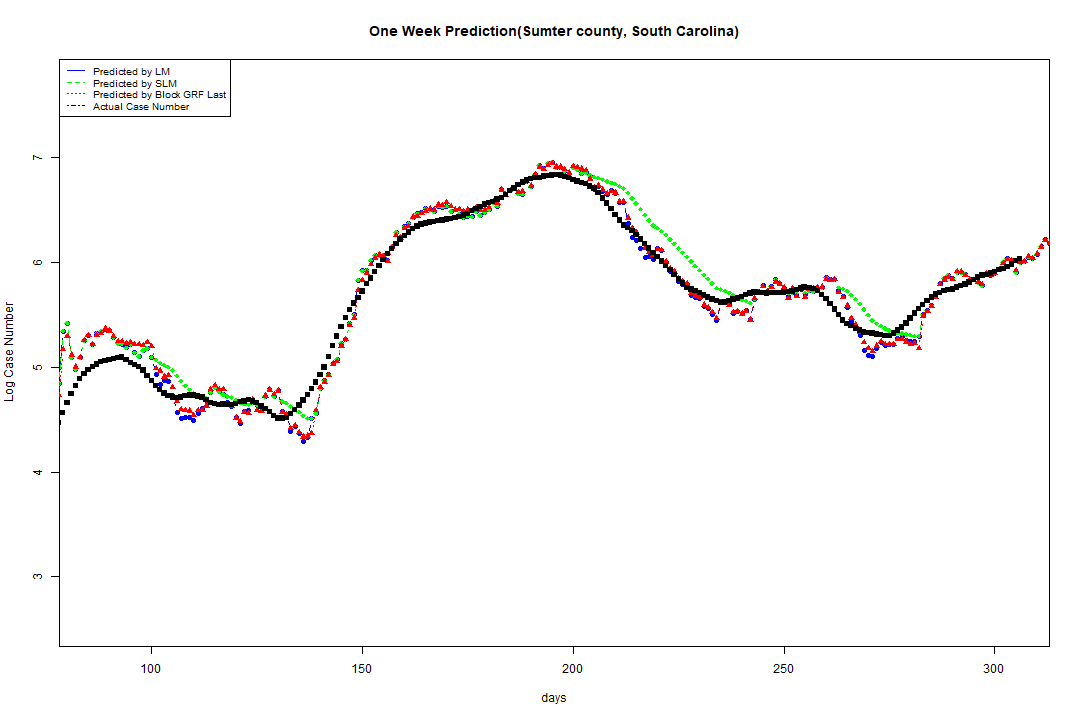 One Week Prediction(Sumter county, South Carolina)
Predicted by LM
Predicted by SLM
Predicted by Block GRF Last
Actual Case Number
Log Case Number
7
6
5
4
3
100 150 200 250 300
days